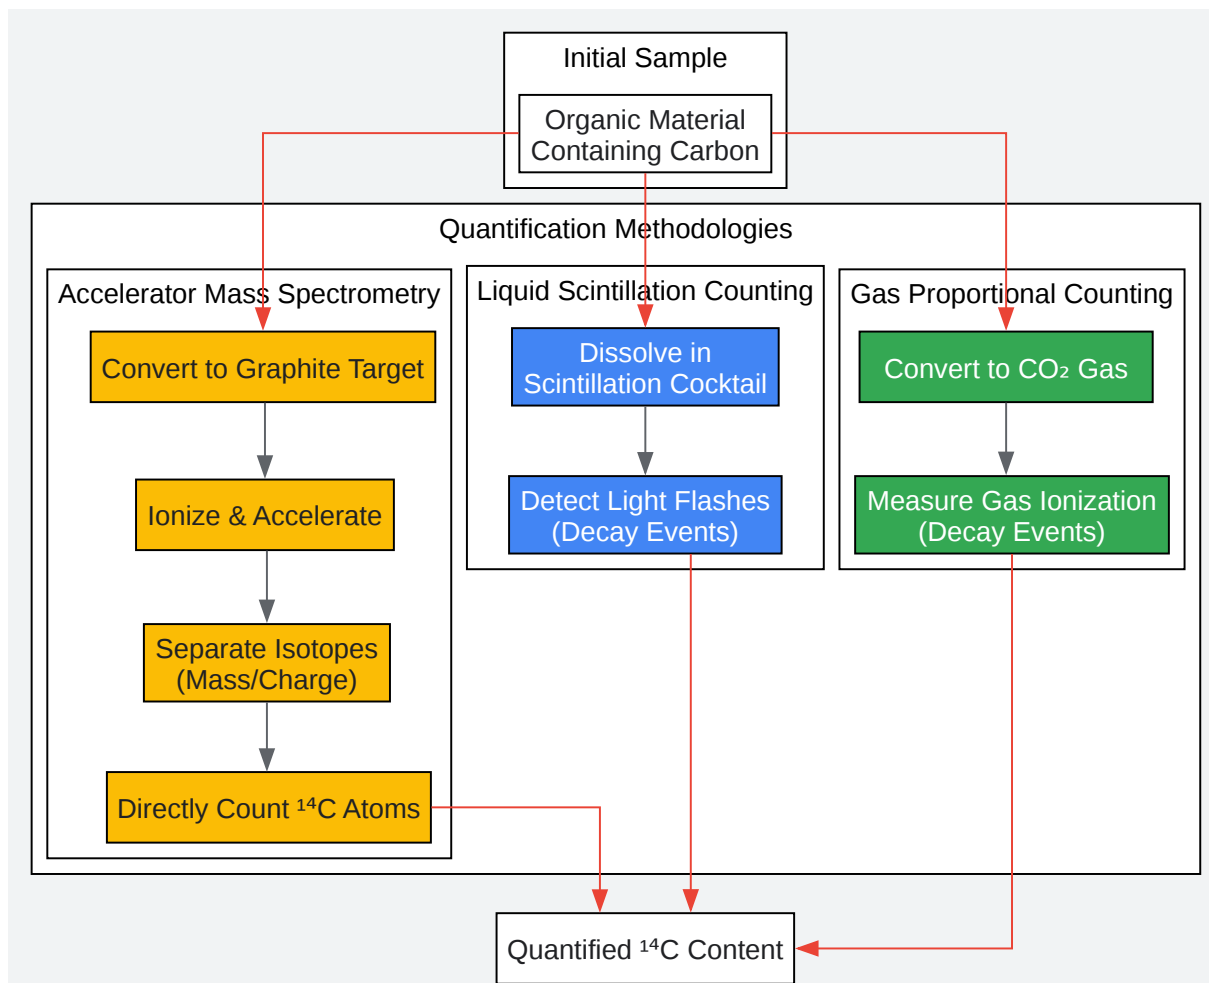 Initial Sample
Organic Material
Containing Carbon
Quantification Methodologies
Accelerator Mass Spectrometry
Convert to Graphite Target
Ionize & Accelerate
Separate Isotopes
(Mass/Charge)
Directly Count ¹⁴C Atoms
Liquid Scintillation Counting
Dissolve in
Scintillation Cocktail
Detect Light Flashes
(Decay Events)
Gas Proportional Counting
Convert to CO₂ Gas
Measure Gas Ionization
(Decay Events)
Quantified ¹⁴C Content